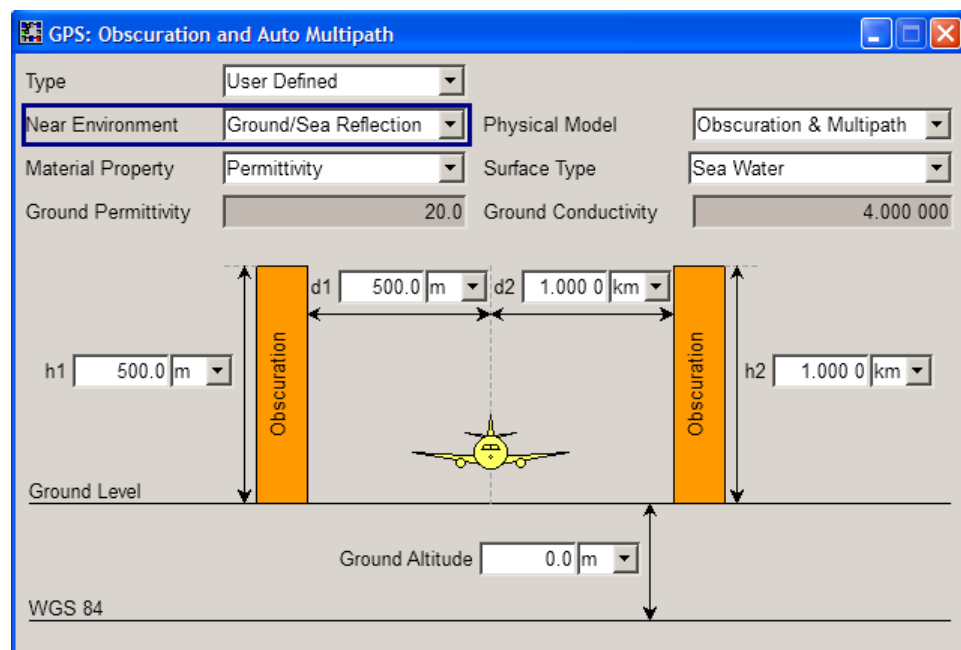 GPS: Obscuration and Auto Multipath
Type User Defined
Near Environment Ground/Sea Reflection Physical Model Obscuration & Multipath
Material Property Permittivity Surface Type Sea Water
Ground Permittivity 20.0 Ground Conductivity 4.000 000
d1 500.0 m d2 1.000 0 km
h1 500.0 m Obscuration Obscuration h2 1.000 0 km
Ground Level
Ground Altitude 0.0 m
WGS 84